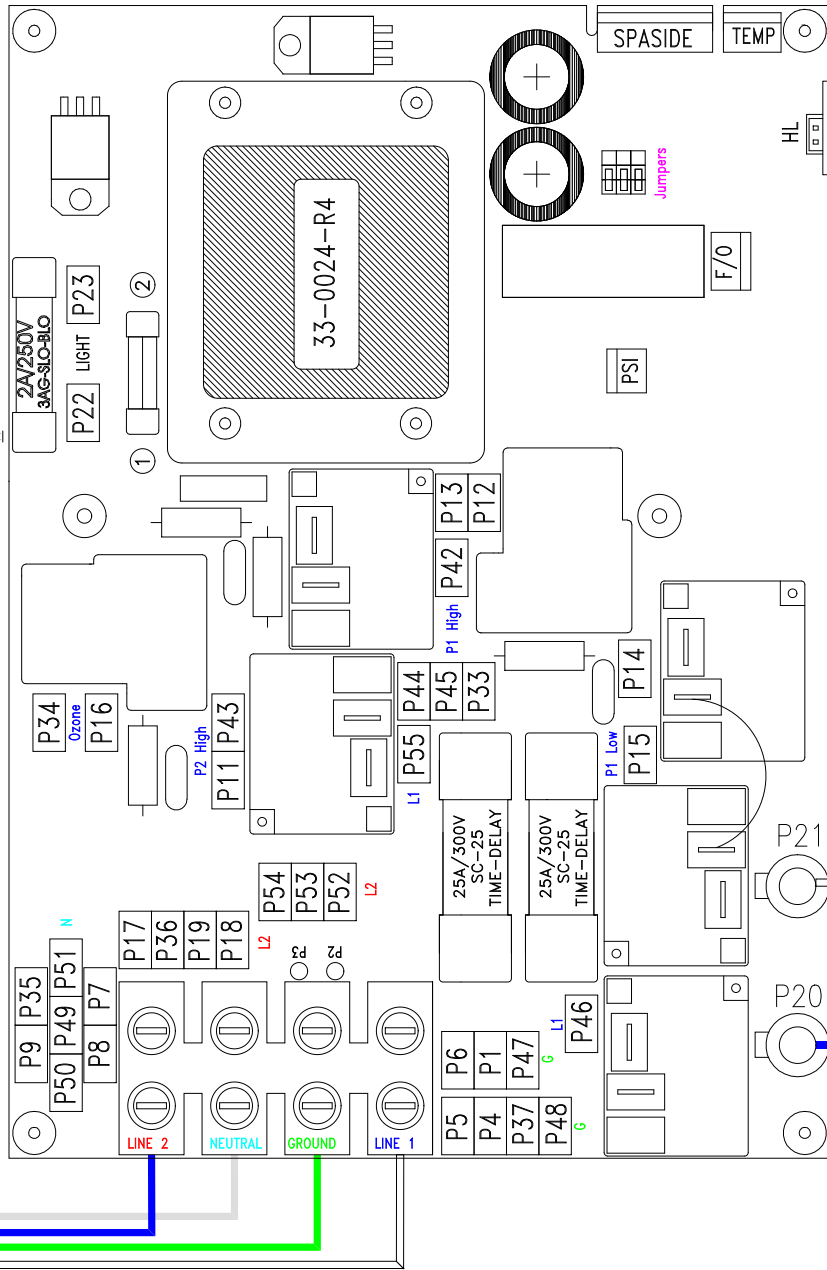 SPASIDE
TEMP
HL
Jumpers
33-0024-R4
F/O
PSI
2A/250V
3AG-SLO-BLO
P23
LIGHT
P22
2
1
P13
P12
P42
P1 High
P34
Ozone
P16
P2 High
P43
P11
P44
P45
P33
P55
L1
P14
P1 Low
P15
25A/300V
SC-25
TIME-DELAY
25A/300V
SC-25
TIME-DELAY
P21
P20
P54
P53
P52
L2
P17
P36
P19
P18
L2
P3
P2
N
P35
P9
P51
P49
P50
P7
P8
L1
P46
P6
P1
P47
G
P5
P4
P37
P48
G
LINE 2
NEUTRAL
GROUND
LINE 1